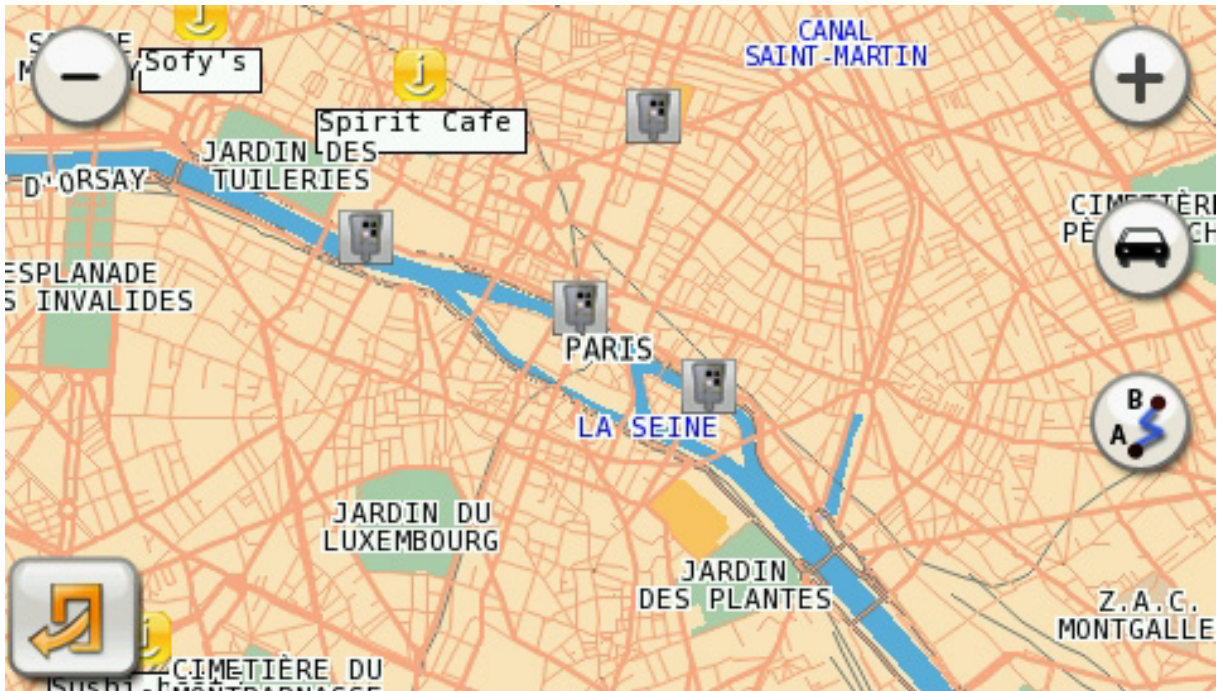 CANAL
SAINT-MARTIN
Sofy's
Spirit Cafe
JARDIN DES
TUILERIES
D'ORSAY
ESPLANADE
S INVALIDES
PARIS
LA SEINE
JARDIN DU
LUXEMBOURG
JARDIN
DES PLANTES
B
A
Z.A.C.
MONTGALLE
CIMETIÈRE DU
MONTPARNASSE